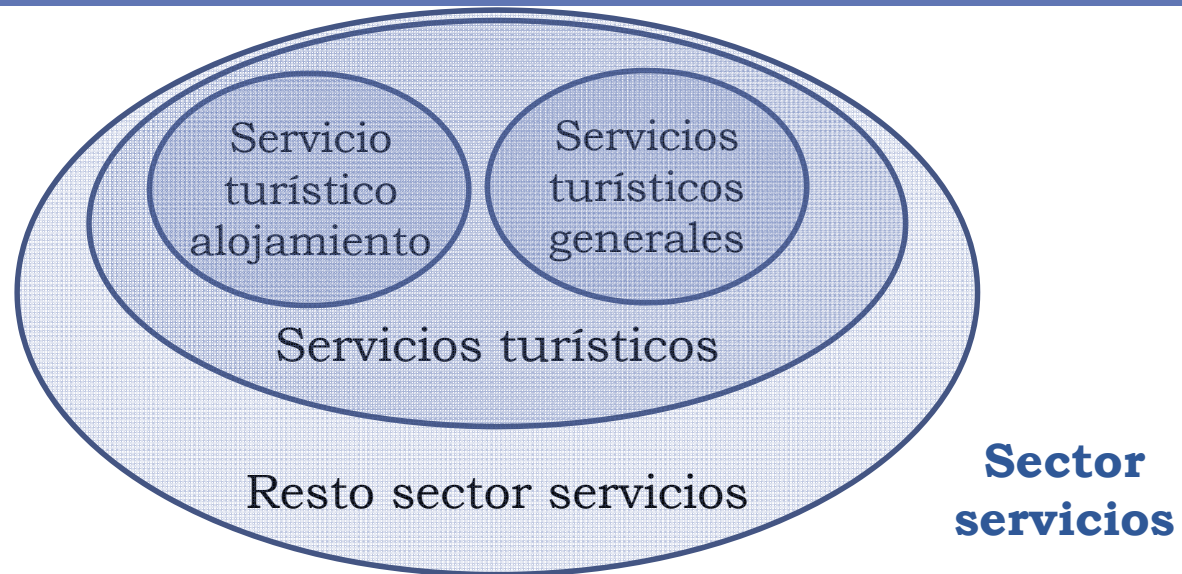 Servicio
turístico
alojamiento
Servicios
turísticos
generales
Servicios turísticos
Resto sector servicios
Sector
servicios